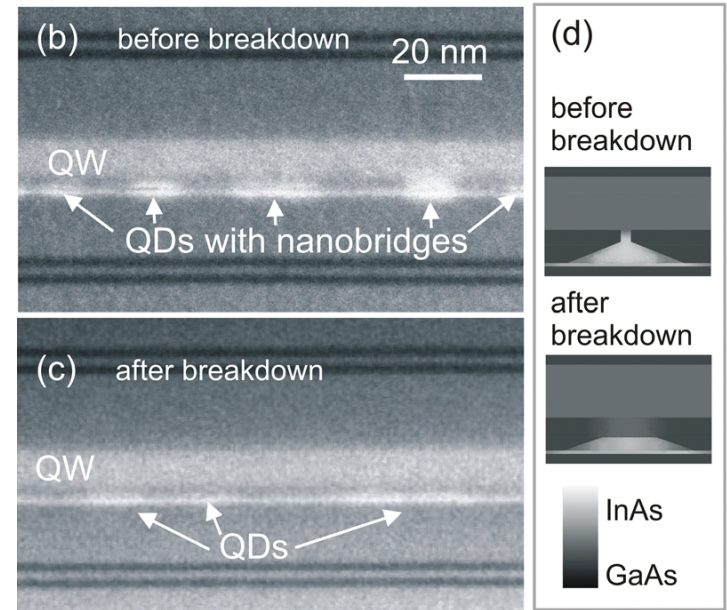 (b) before breakdown
20 nm
QW
QDs with nanobridges
(c) after breakdown
QW
QDs
(d)
before
breakdown
after
breakdown
InAs
GaAs